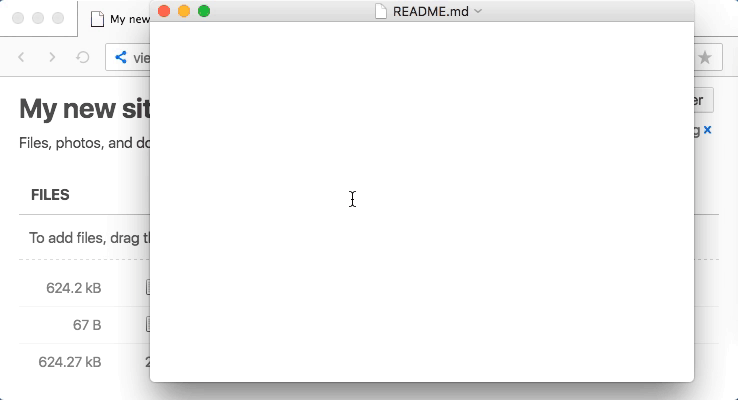 My new
README.md
vie
My new sit
er
Files, photos, and do
g
FILES
To add files, drag th
624.2 kB
67 B
624.27 kB
2